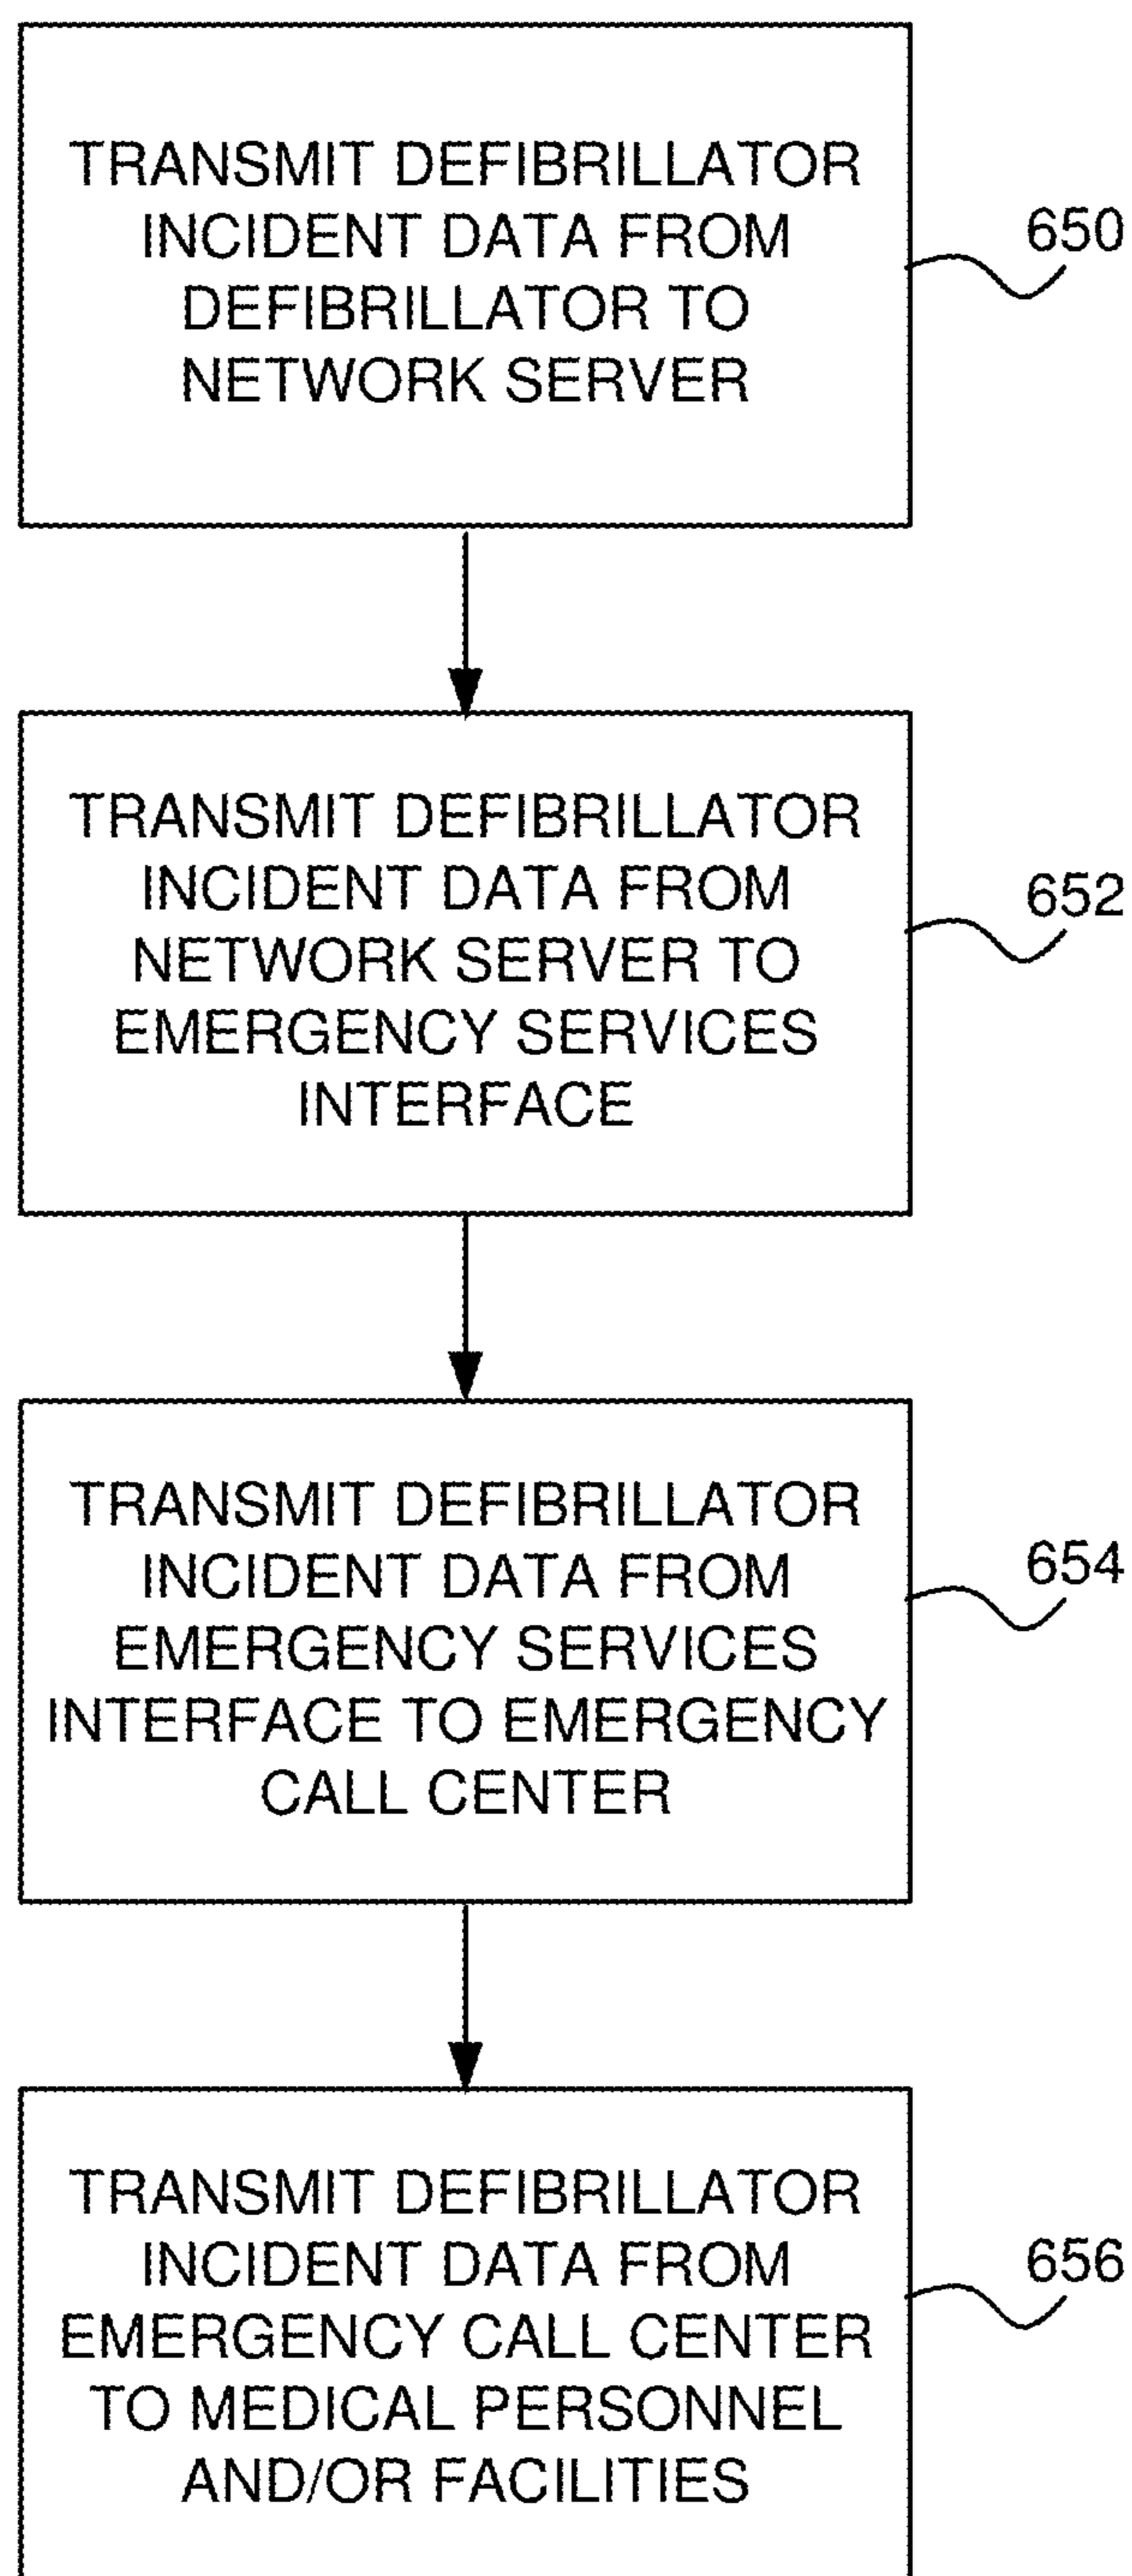 TRANSMIT DEFIBRILLATOR
INCIDENT DATA FROM
DEFIBRILLATOR TO
NETWORK SERVER
650
TRANSMIT DEFIBRILLATOR
INCIDENT DATA FROM
NETWORK SERVER TO
EMERGENCY SERVICES
INTERFACE
652
TRANSMIT DEFIBRILLATOR
INCIDENT DATA FROM
EMERGENCY SERVICES
INTERFACE TO EMERGENCY
CALL CENTER
654
TRANSMIT DEFIBRILLATOR
INCIDENT DATA FROM
EMERGENCY CALL CENTER
TO MEDICAL PERSONNEL
AND/OR FACILITIES
656